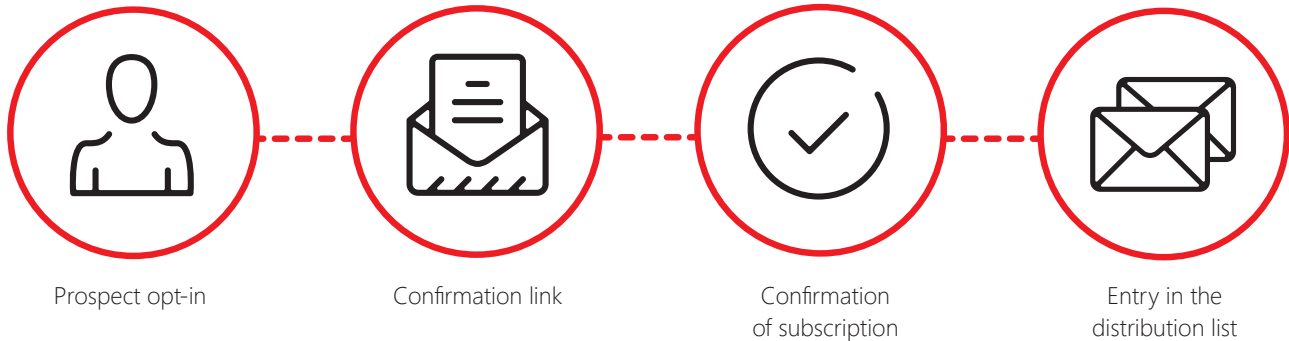 Prospect opt-in
Confirmation link
Confirmation
of subscription
Entry in the
distribution list